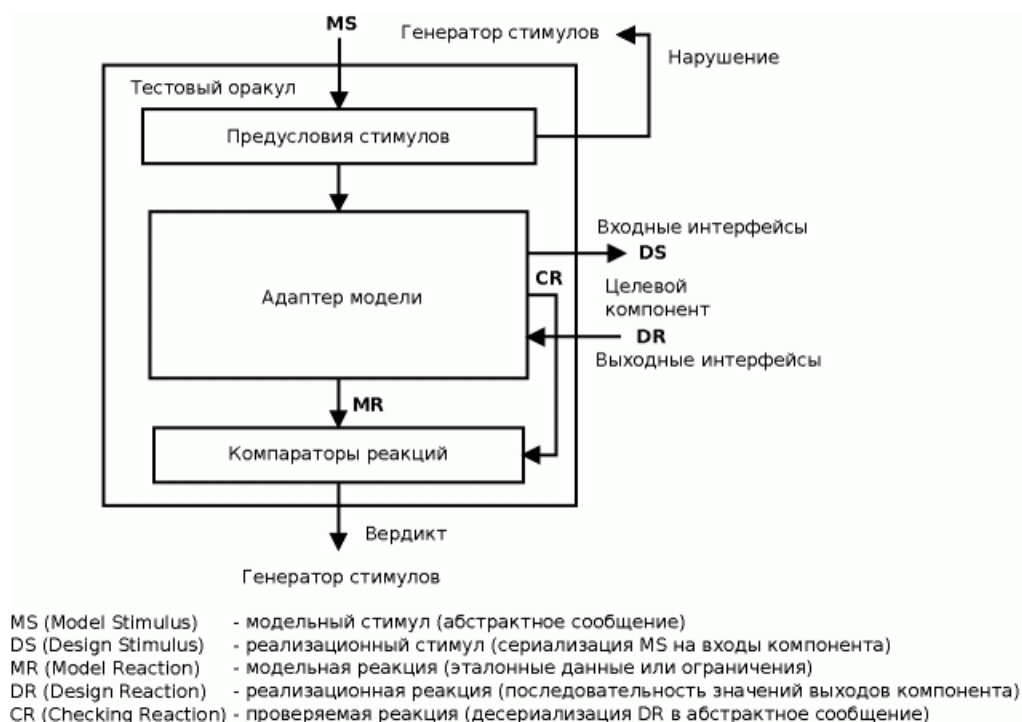 MS
Генератор стимулов
Нарушение
Тестовый оракул
Предусловия стимулов
Входные интерфейсы
DS
CR
Целевой
компонент
Адаптер модели
DR
Выходные интерфейсы
MR
Компараторы реакций
Вердикт
Генератор стимулов
MS (Model Stimulus) - модельный стимул (абстрактное сообщение)
DS (Design Stimulus) - реализационный стимул (сериализация MS на входы компонента)
MR (Model Reaction) - модельная реакция (эталонные данные или ограничения)
DR (Design Reaction) - реализационная реакция (последовательность значений выходов компонента)
CR (Checking Reaction) - проверяемая реакция (десериализация DR в абстрактное сообщение)